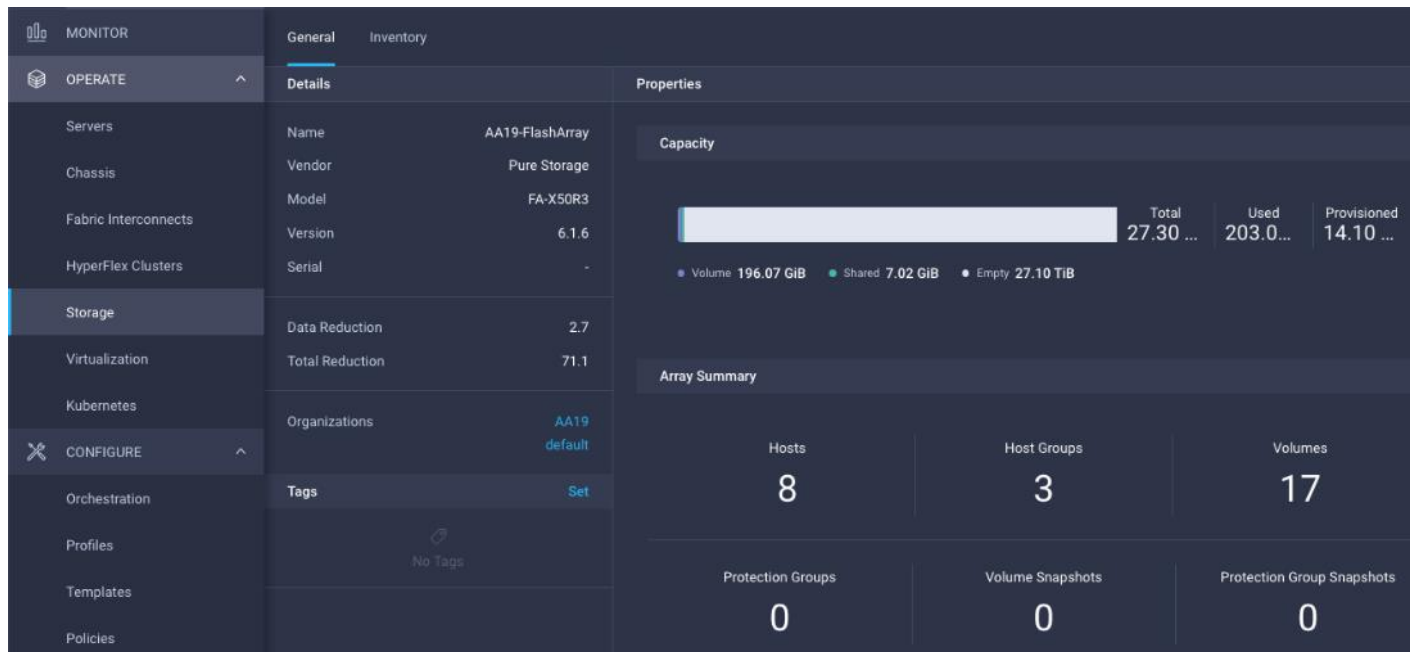 MONITOR
OPERATE
Servers
Chassis
Fabric Interconnects
HyperFlex Clusters
Storage
Virtualization
Kubernetes
CONFIGURE
Orchestration
Profiles
Templates
Policies
General Inventory
Details
Name AA19-FlashArray
Vendor Pure Storage
Model FA-X50R3
Version 6.1.6
Serial -
Data Reduction 2.7
Total Reduction 71.1
Organizations AA19
default
Tags Set
No Tags
Properties
Capacity
Total Used Provisioned
27.30 ... 203.0... 14.10 ...
Volume 196.07 GiB Shared 7.02 GiB Empty 27.10 TiB
Array Summary
Hosts Host Groups Volumes
8 3 17
Protection Groups Volume Snapshots Protection Group Snapshots
0 0 0